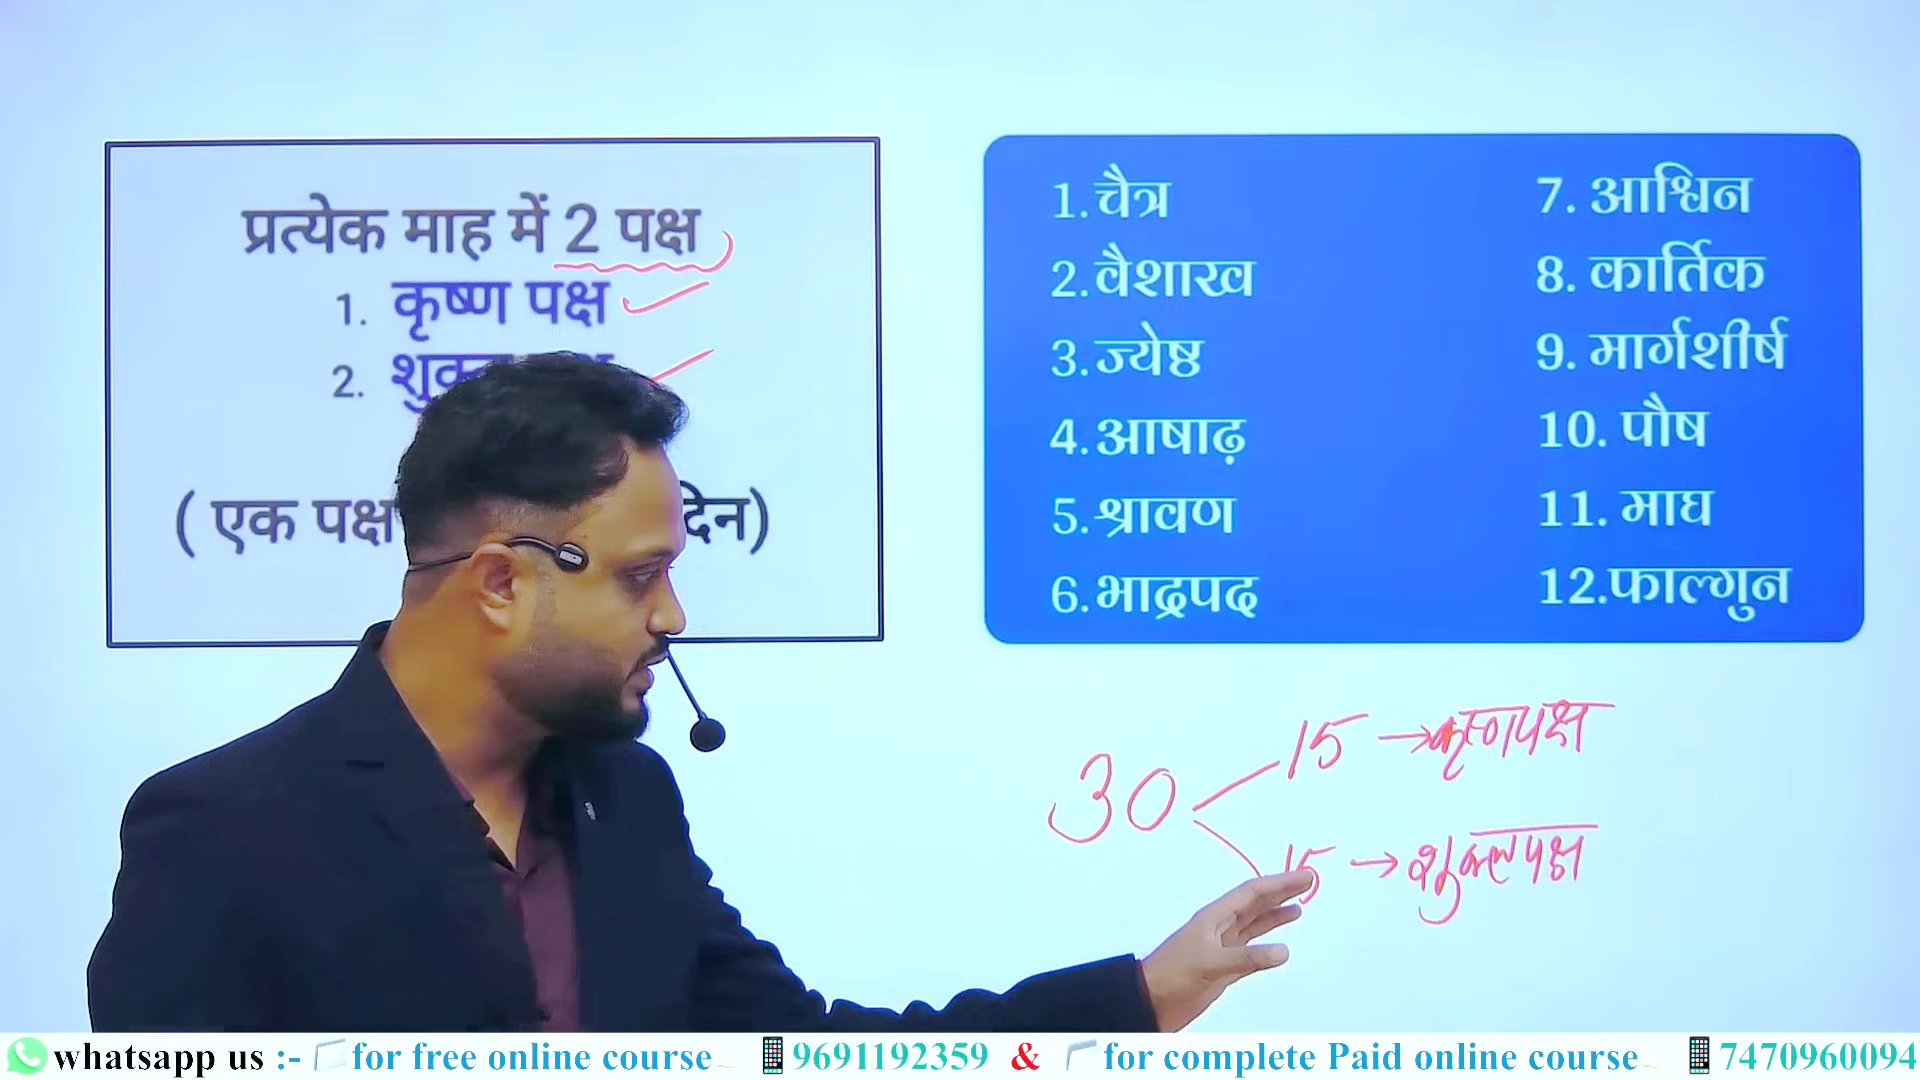 प्रत्येक माह में 2 पक्ष
1. कृष्ण पक्ष
2.
( एक पक्ष दिन)
1. चैत्र
2. वैशाख
3. ज्येष्ठ
4. आषाढ़
5. श्रावण
6. भाद्रपद
7. आश्विन
8. कार्तिक
9. मार्गशीर्ष
10. पौष
11. माघ
12. फाल्गुन
30
15 → कृष्णपक्ष
15 → शुक्लपक्ष
whatsapp us :- for free online course 9691192359 & for complete Paid online course 7470960094